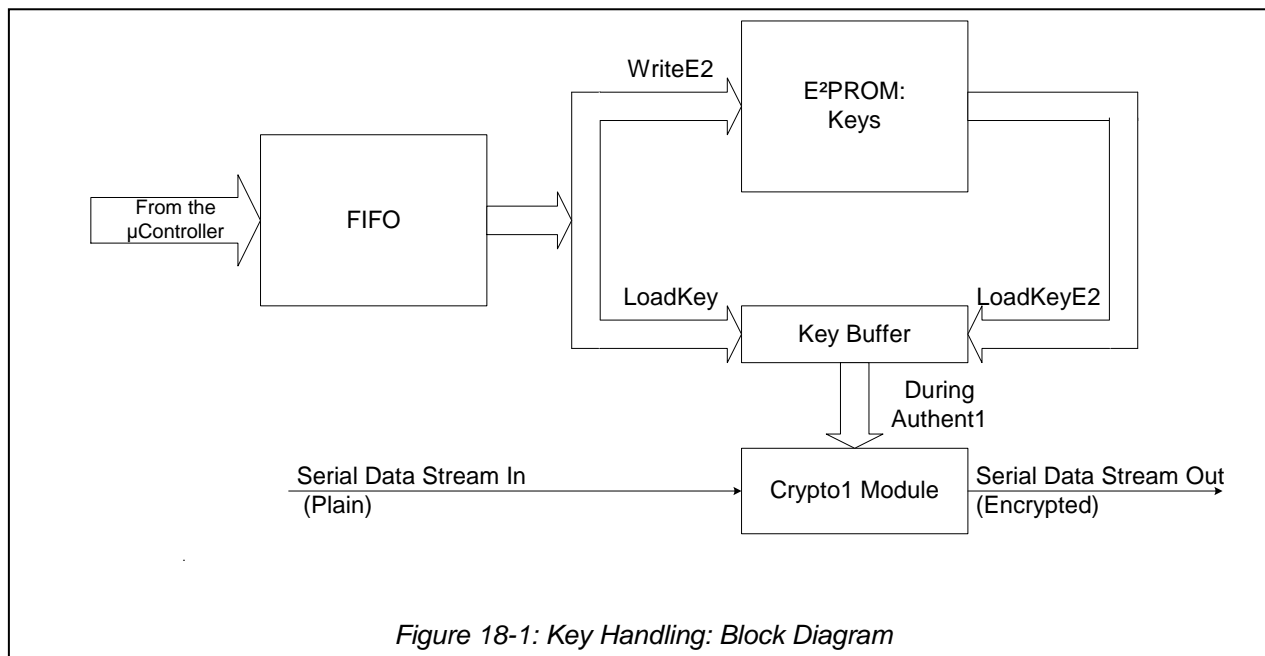 WriteE2
E²PROM:
Keys
From the
µController
FIFO
LoadKey
LoadKeyE2
Key Buffer
During
Authent1
Serial Data Stream In
(Plain)
Crypto1 Module
Serial Data Stream Out
(Encrypted)
Figure 18-1: Key Handling: Block Diagram